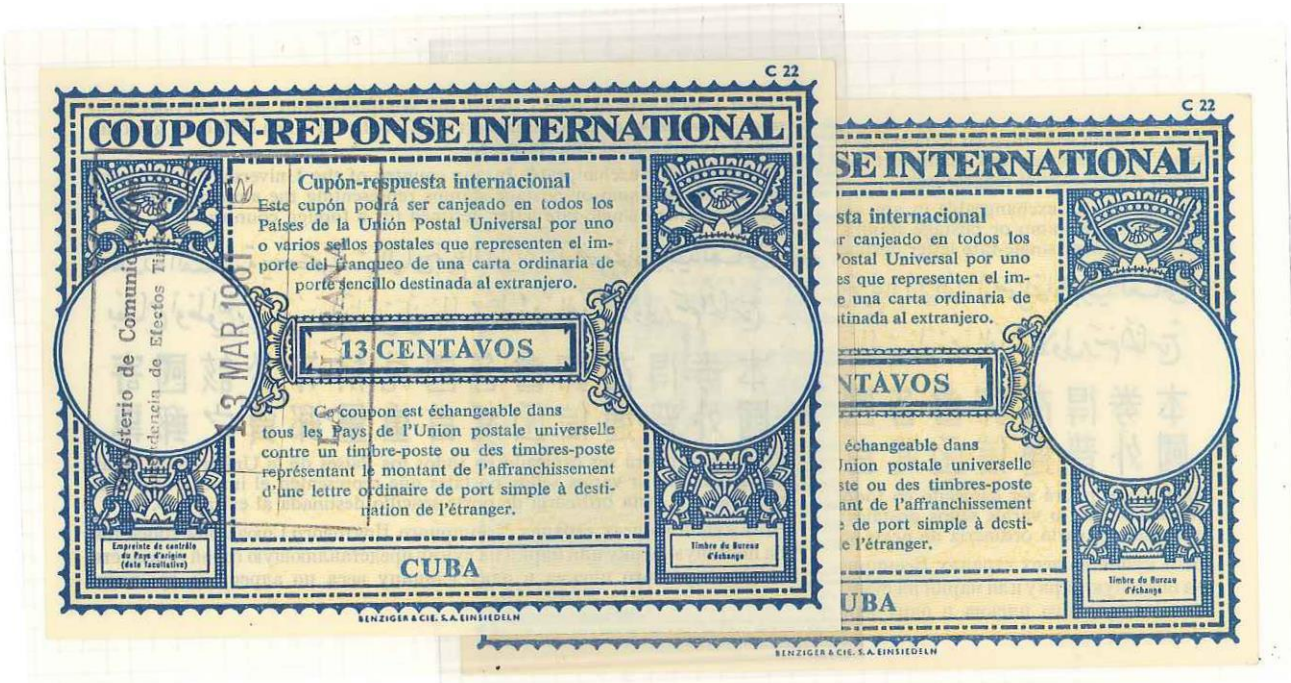 C 22
COUPON-REPONSE INTERNATIONAL
Cupón-respuesta internacional
Este cupón podrá ser canjeado en todos los
Países de la Unión Postal Universal por uno
o varios sellos postales que representen el im-
porte del franqueo de una carta ordinaria de
porte sencillo destinada al extranjero.
13 CENTAVOS
Ce coupon est échangeable dans
tous les Pays de l'Union postale universelle
contre un timbre-poste ou des timbres-poste
représentant le montant de l'affranchissement
d'une lettre ordinaire de port simple à desti-
nation de l'étranger.
Empreinte de contrôle
du Pays d'origine
(date facultative)
Timbre du Bureau
d'échange
CUBA
BENZIGER & CIE. S.A. EINSIEDELN
isterio de Comunic
dencia de Efectos Tim
13 MAR 1961
LA HABANA
C 22
SE INTERNATIONAL
sta internacional
r canjeado en todos los
Postal Universal por uno
es que representen el im-
e una carta ordinaria de
tinada al extranjero.
NTAVOS
échangeable dans
Union postale universelle
ste ou des timbres-poste
ant de l'affranchissement
e de port simple à desti-
e l'étranger.
Timbre du Bureau
d'échange
UBA
BENZIGER & CIE. S.A. EINSIEDELN